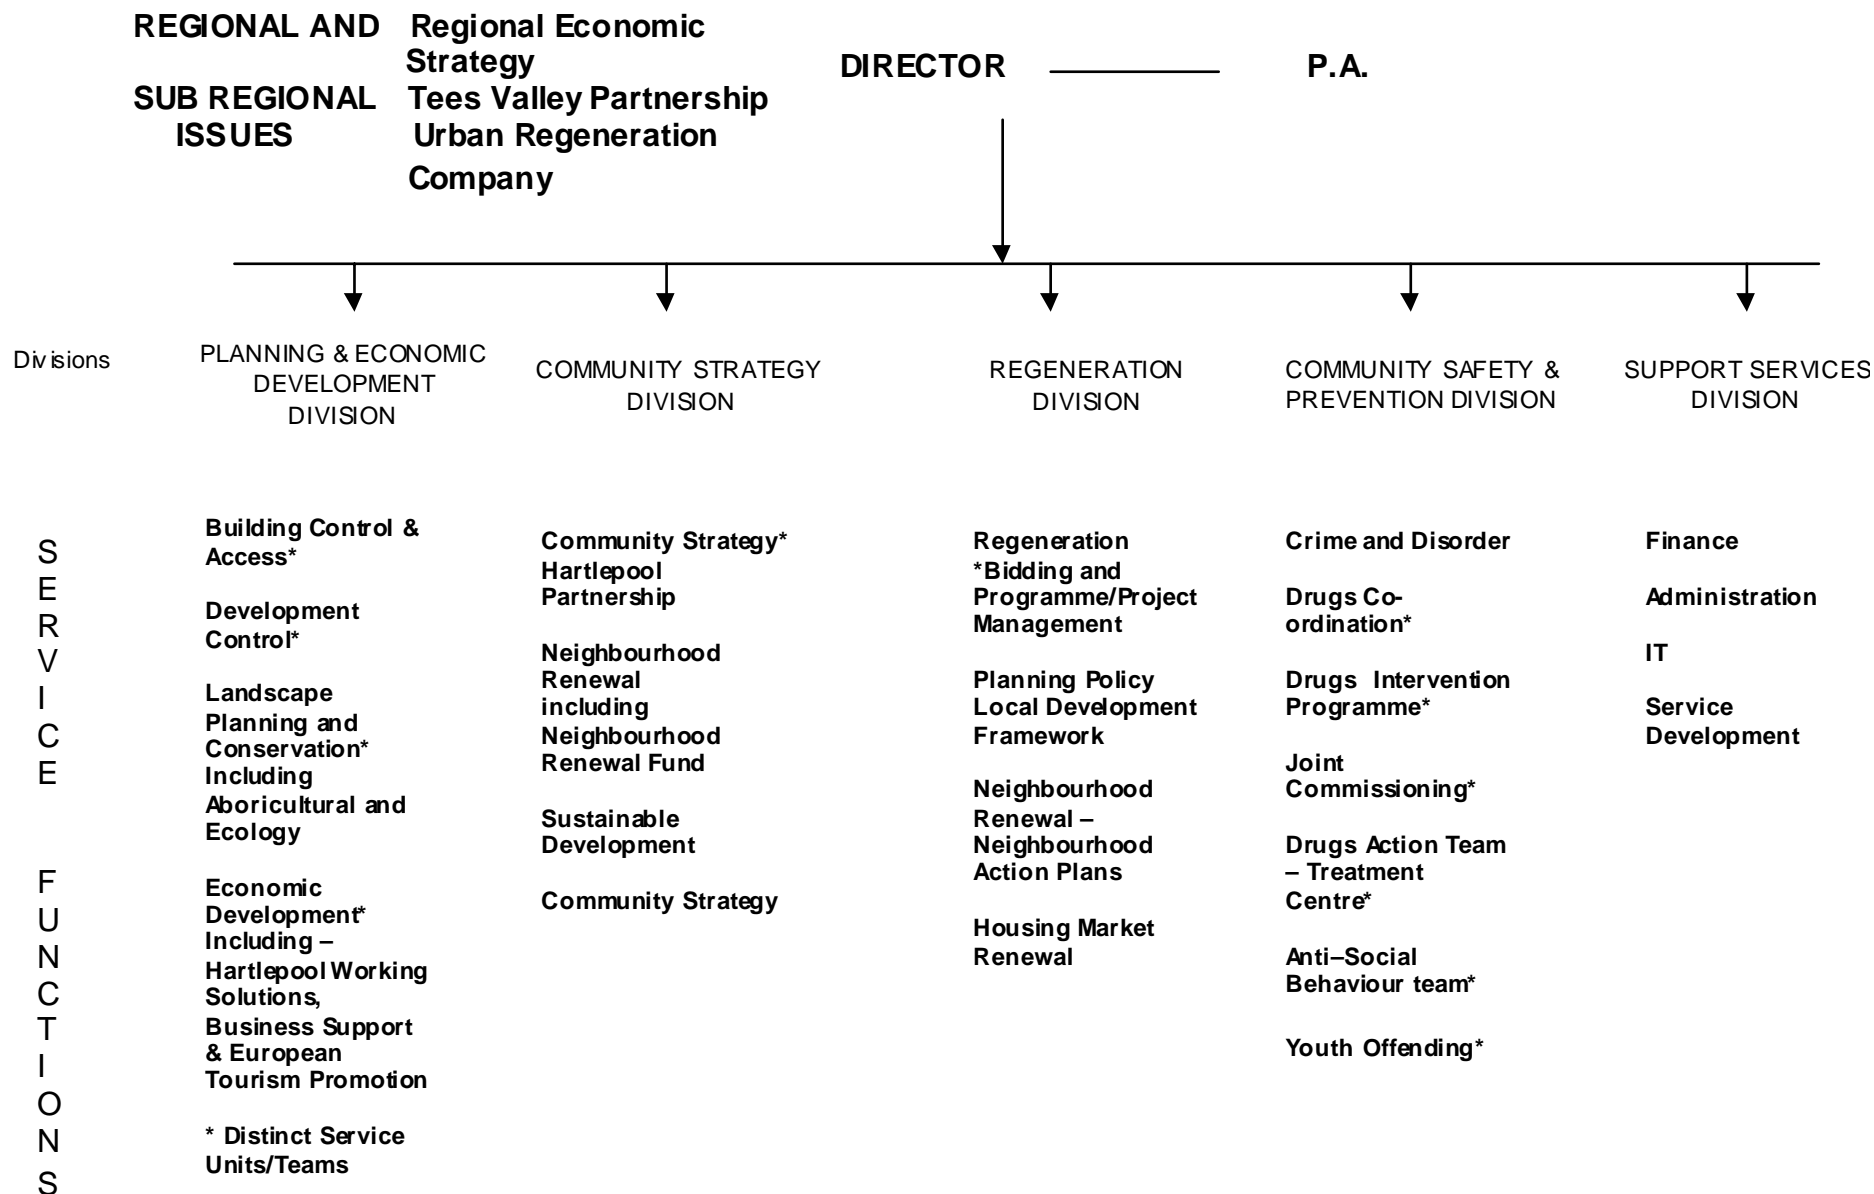 REGIONAL AND Regional Economic
Strategy
SUB REGIONAL Tees Valley Partnership
ISSUES Urban Regeneration
Company
DIRECTOR
P.A.
Divisions
PLANNING & ECONOMIC
DEVELOPMENT
DIVISION
COMMUNITY STRATEGY
DIVISION
REGENERATION
DIVISION
COMMUNITY SAFETY &
PREVENTION DIVISION
SUPPORT SERVICES
DIVISION
SERVICE FUNCTIONS
Building Control &
Access*
Development
Control*
Landscape
Planning and
Conservation*
Including
Aboricultural and
Ecology
Economic
Development*
Including –
Hartlepool Working
Solutions,
Business Support
& European
Tourism Promotion
* Distinct Service
Units/Teams
Community Strategy*
Hartlepool
Partnership
Neighbourhood
Renewal
including
Neighbourhood
Renewal Fund
Sustainable
Development
Community Strategy
Regeneration
*Bidding and
Programme/Project
Management
Planning Policy
Local Development
Framework
Neighbourhood
Renewal –
Neighbourhood
Action Plans
Housing Market
Renewal
Crime and Disorder
Drugs Co-
ordination*
Drugs Intervention
Programme*
Joint
Commissioning*
Drugs Action Team
– Treatment
Centre*
Anti–Social
Behaviour team*
Youth Offending*
Finance
Administration
IT
Service
Development